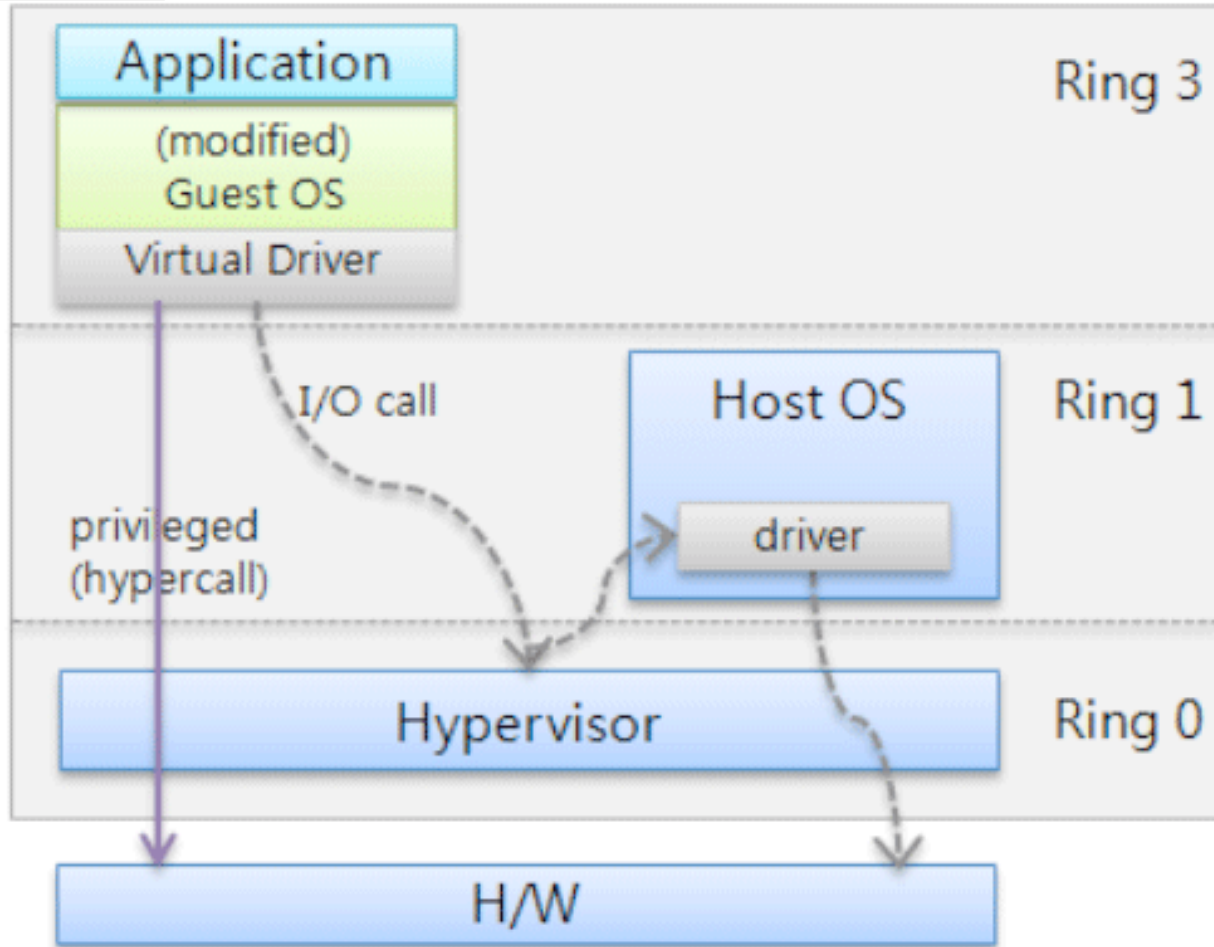 Application
Ring 3
(modified)
Guest OS
Virtual Driver
I/O call
Host OS
Ring 1
privileged
(hypercall)
driver
Hypervisor
Ring 0
H/W